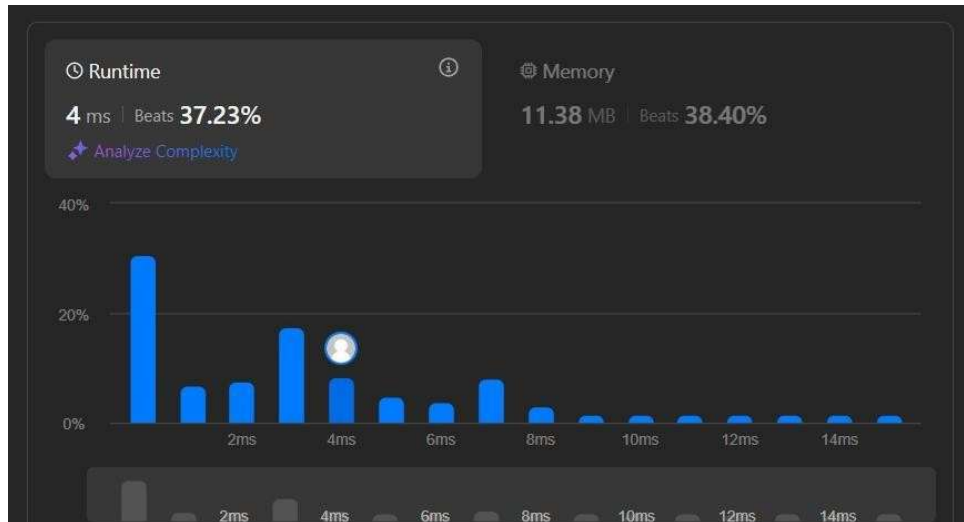 Runtime
4 ms | Beats 37.23%
Analyze Complexity
Memory
11.38 MB | Beats 38.40%
40%
20%
0%
2ms 4ms 6ms 8ms 10ms 12ms 14ms
2ms 4ms 6ms 8ms 10ms 12ms 14ms